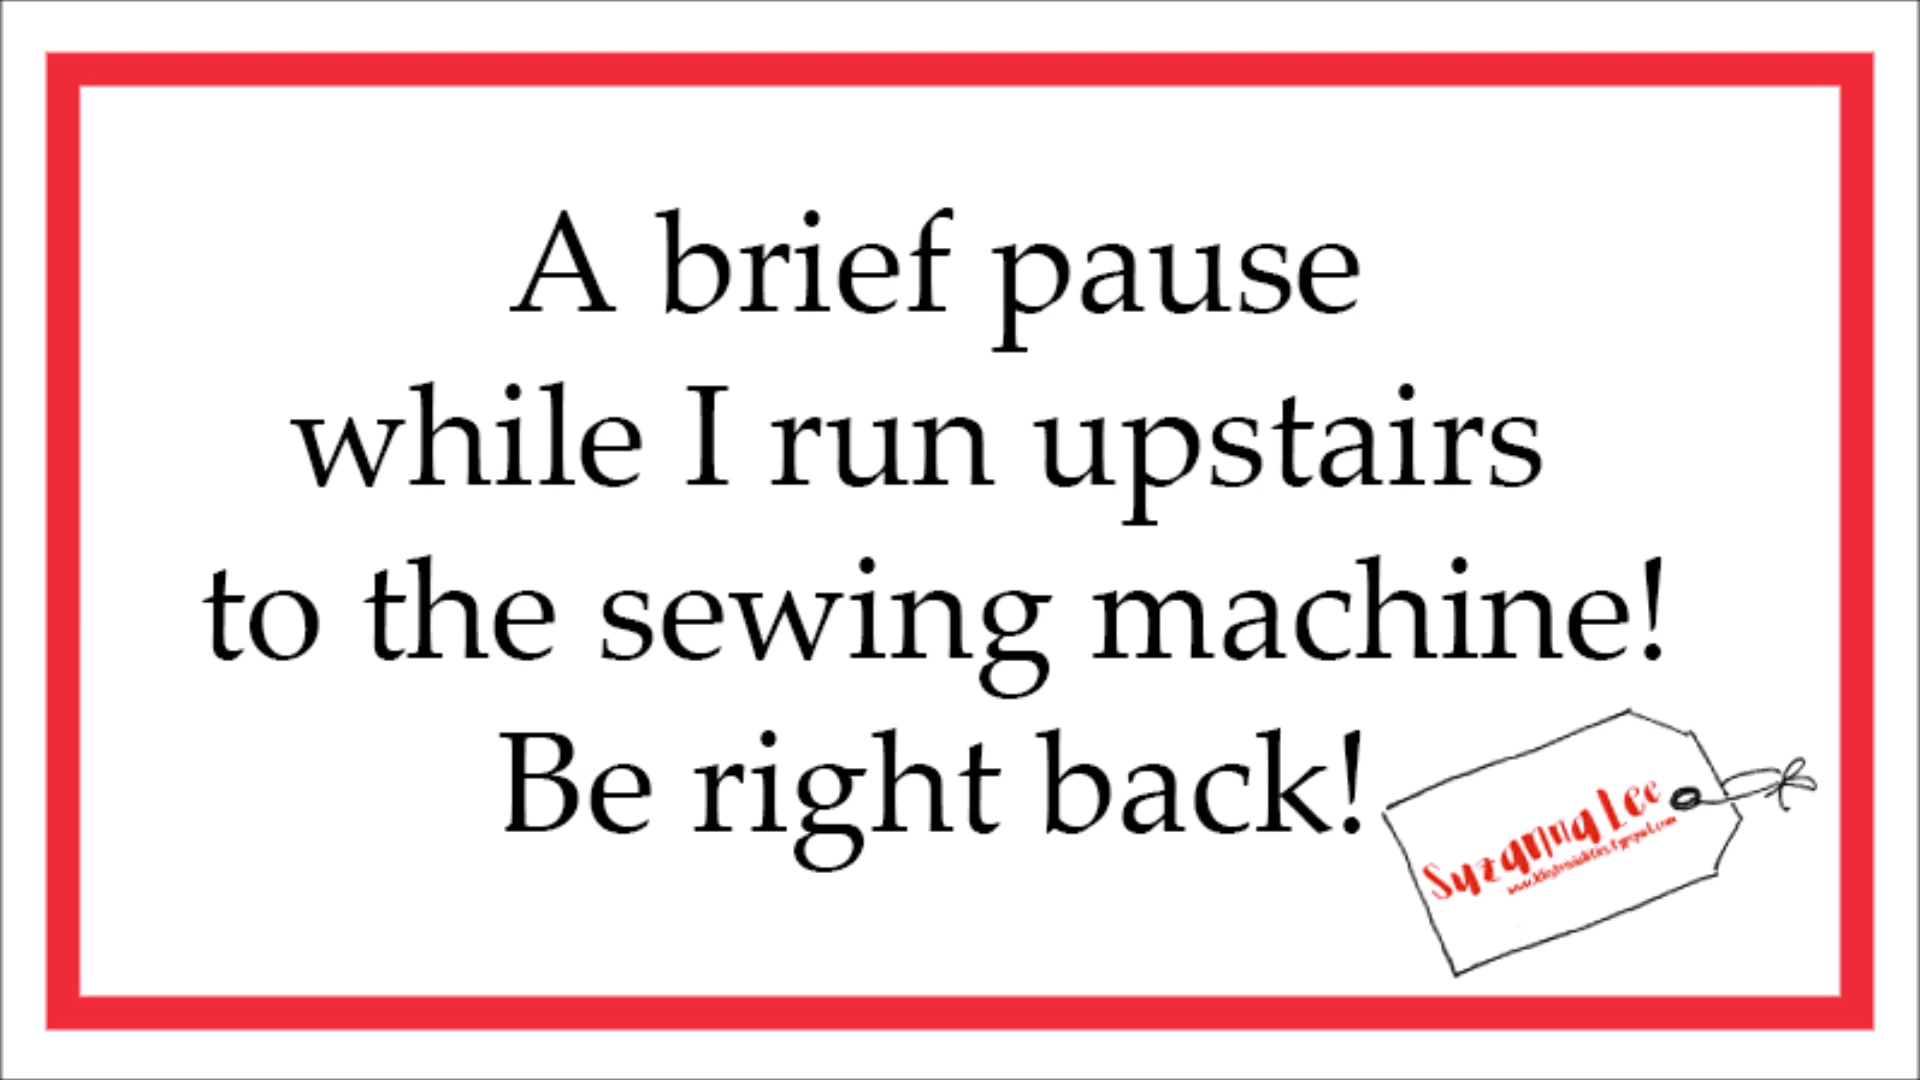 A brief pause
while I run upstairs
to the sewing machine!
Be right back!
Suzanna Lee